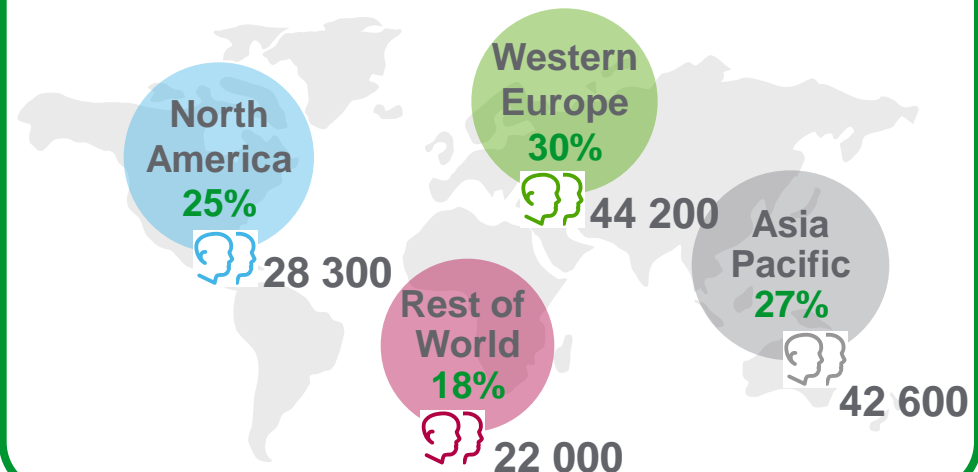 North
America
25%
28 300
Western
Europe
30%
44 200
Rest of
World
18%
22 000
Asia
Pacific
27%
42 600